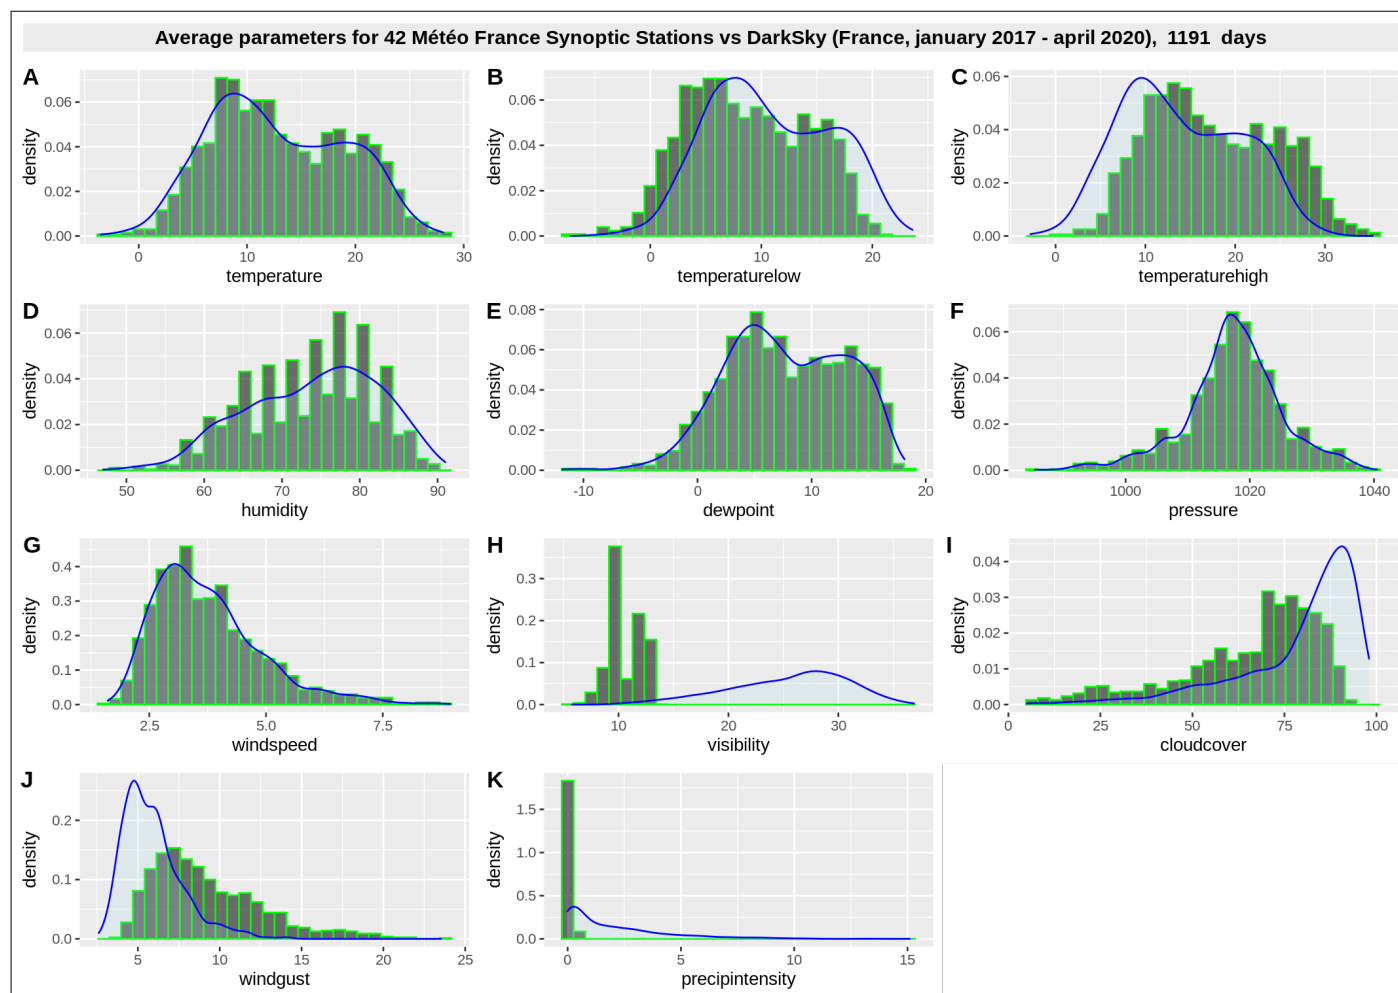 Average parameters for 42 Météo France Synoptic Stations vs DarkSky (France, january 2017 - april 2020),  1191  days
A
density
0.06
0.04
0.02
0.00
0
10
20
30
temperature
B
density
0.06
0.04
0.02
0.00
0
10
20
temperaturelow
C
density
0.06
0.04
0.02
0.00
0
10
20
30
temperaturehigh
D
density
0.06
0.04
0.02
0.00
50
60
70
80
90
humidity
E
density
0.08
0.06
0.04
0.02
0.00
-10
0
10
20
dewpoint
F
density
0.06
0.04
0.02
0.00
1000
1020
1040
pressure
G
density
0.4
0.3
0.2
0.1
0.0
2.5
5.0
7.5
windspeed
H
density
0.3
0.2
0.1
0.0
10
20
30
visibility
I
density
0.04
0.03
0.02
0.01
0.00
0
25
50
75
100
cloudcover
J
density
0.2
0.1
0.0
5
10
15
20
25
windgust
K
density
1.5
1.0
0.5
0.0
0
5
10
15
precipintensity